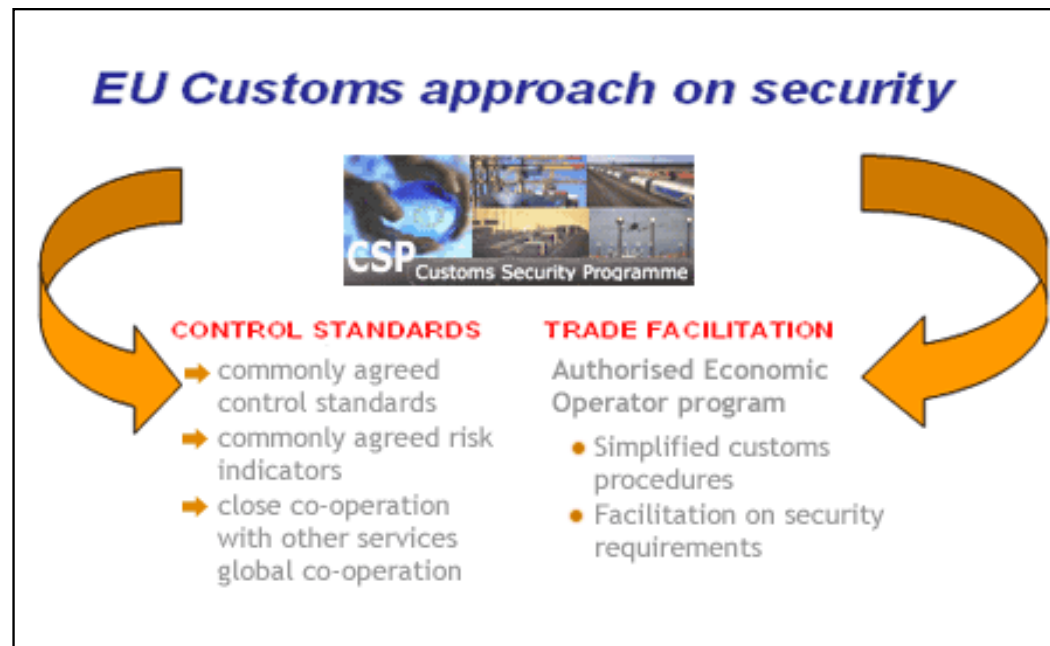 EU Customs approach on security
CSP Customs Security Programme
CONTROL STANDARDS
commonly agreed
control standards
commonly agreed risk
indicators
close co-operation
with other services
global co-operation
TRADE FACILITATION
Authorised Economic
Operator program
Simplified customs
procedures
Facilitation on security
requirements